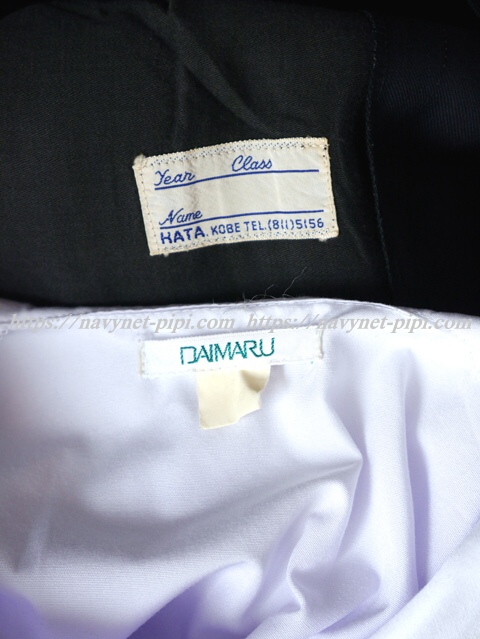 Year Class
Name
HATA. KOBE TEL.(811)5156
https://navynet-pipi.com https://navynet-pipi.com
DAIMARU